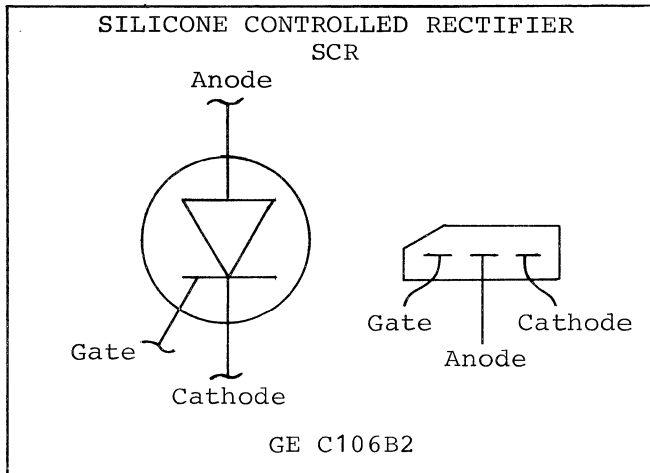 SILICONE CONTROLLED RECTIFIER
SCR
Anode
Gate
Cathode
Gate
Cathode
Anode
GE C106B2